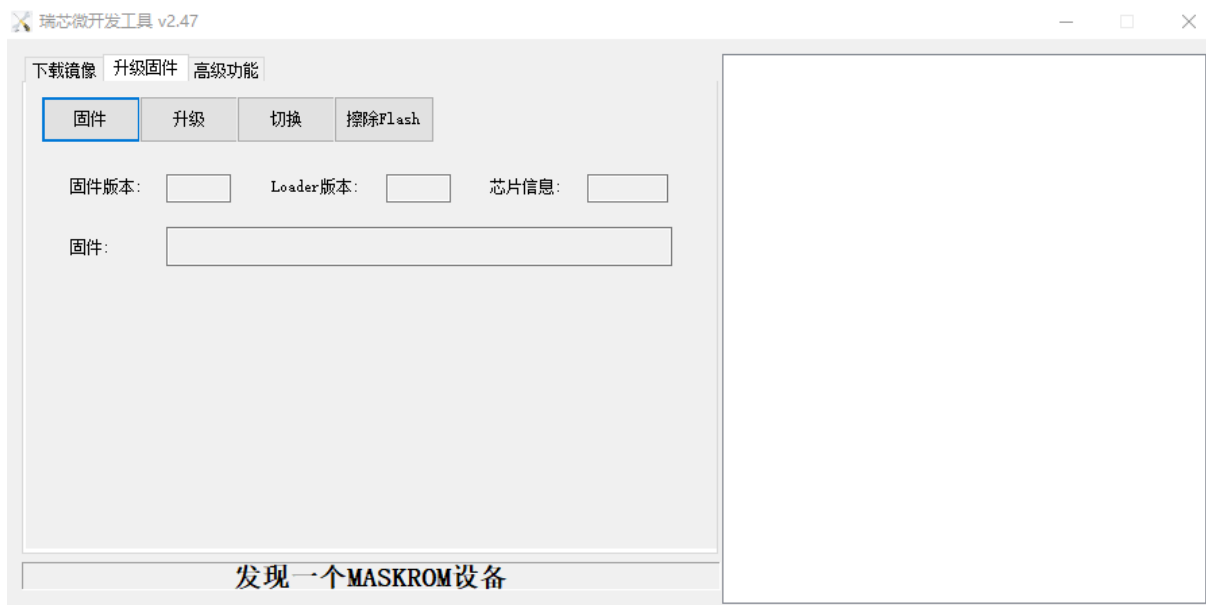 瑞芯微开发工具 v2.47
下载镜像 升级固件 高级功能
固件 升级 切换 擦除Flash
固件版本: Loader版本: 芯片信息:
固件:
发现一个MASKROM设备